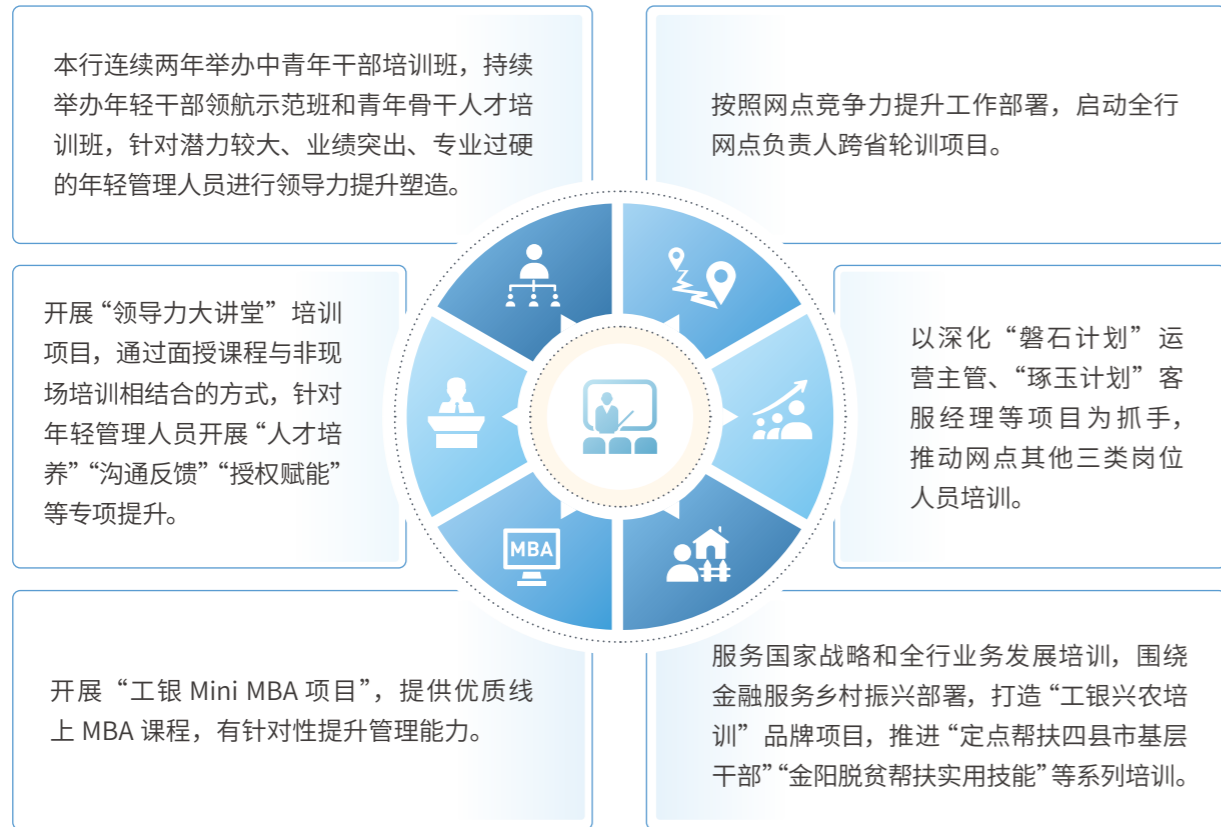 本行连续两年举办中青年干部培训班，持续
举办年轻干部领航示范班和青年骨干人才培
训班，针对潜力较大、业绩突出、专业过硬
的年轻管理人员进行领导力提升塑造。
按照网点竞争力提升工作部署，启动全行
网点负责人跨省轮训项目。
开展“领导力大讲堂”培训
项目，通过面授课程与非现
场培训相结合的方式，针对
年轻管理人员开展“人才培
养”“沟通反馈”“授权赋能”
等专项提升。
以深化“磐石计划”运
营主管、“琢玉计划”客
服经理等项目为抓手，
推动网点其他三类岗位
人员培训。
MBA
开展“工银 Mini MBA 项目”，提供优质线
上 MBA 课程，有针对性提升管理能力。
服务国家战略和全行业务发展培训，围绕
金融服务乡村振兴部署，打造“工银兴农培
训”品牌项目，推进“定点帮扶四县市基层
干部”“金阳脱贫帮扶实用技能”等系列培训。